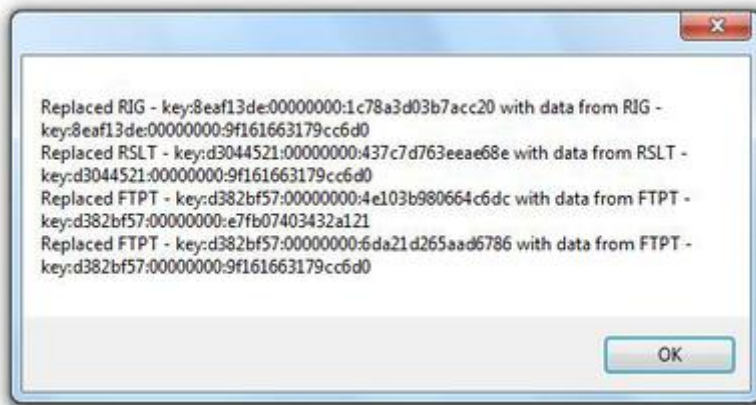 Replaced RIG - key:8eaf13de:00000000:1c78a3d03b7acc20 with data from RIG -
key:8eaf13de:00000000:9f161663179cc6d0
Replaced RSLT - key:d3044521:00000000:437c7d763eeae68e with data from RSLT -
key:d3044521:00000000:9f161663179cc6d0
Replaced FTPT - key:d382bf57:00000000:4e103b980664c6dc with data from FTPT -
key:d382bf57:00000000:e7fb07403432a121
Replaced FTPT - key:d382bf57:00000000:6da21d265aad6786 with data from FTPT -
key:d382bf57:00000000:9f161663179cc6d0
OK